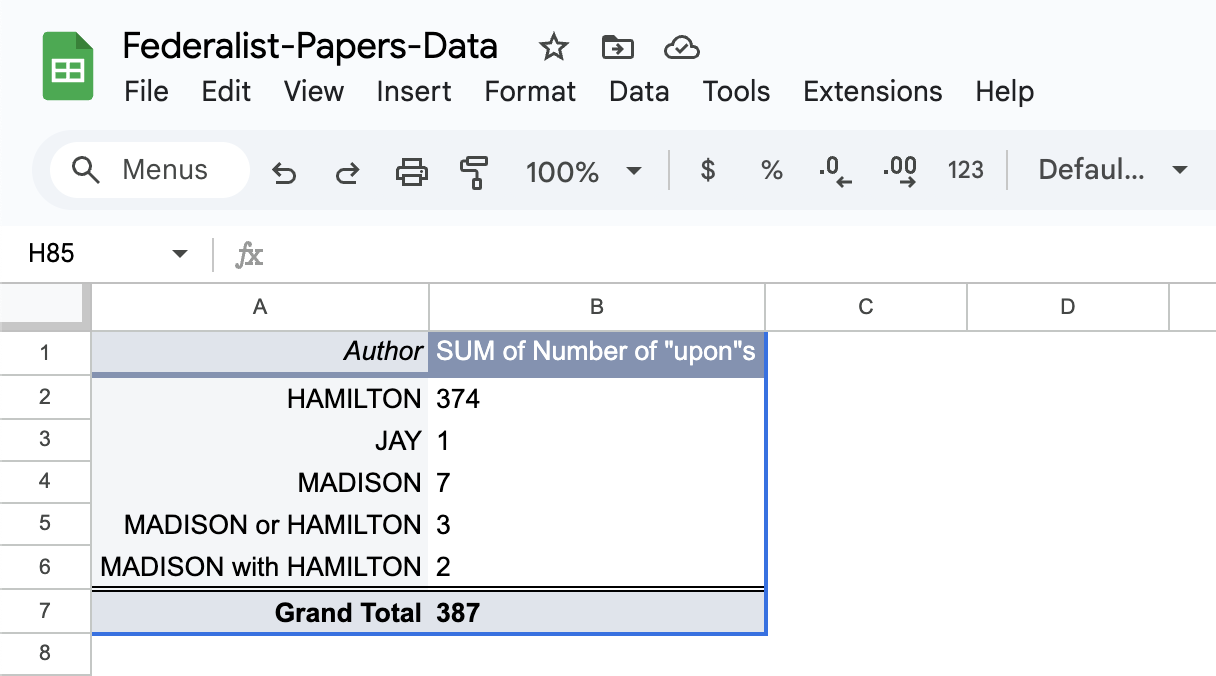 Federalist-Papers-Data
File Edit View Insert Format Data Tools Extensions Help
Menus 100% $ % .0 .00 123 Defaul...
H85 fx
A B C D
1 Author SUM of Number of "upon"s
2 HAMILTON 374
3 JAY 1
4 MADISON 7
5 MADISON or HAMILTON 3
6 MADISON with HAMILTON 2
7 Grand Total 387
8